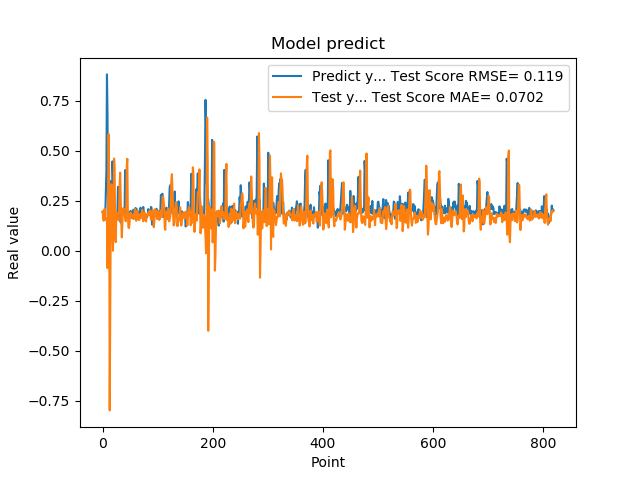 Model predict
Predict y... Test Score RMSE= 0.119
Test y... Test Score MAE= 0.0702
0.75
0.50
0.25
0.00
−0.25
−0.50
−0.75
Real value
0 200 400 600 800
Point